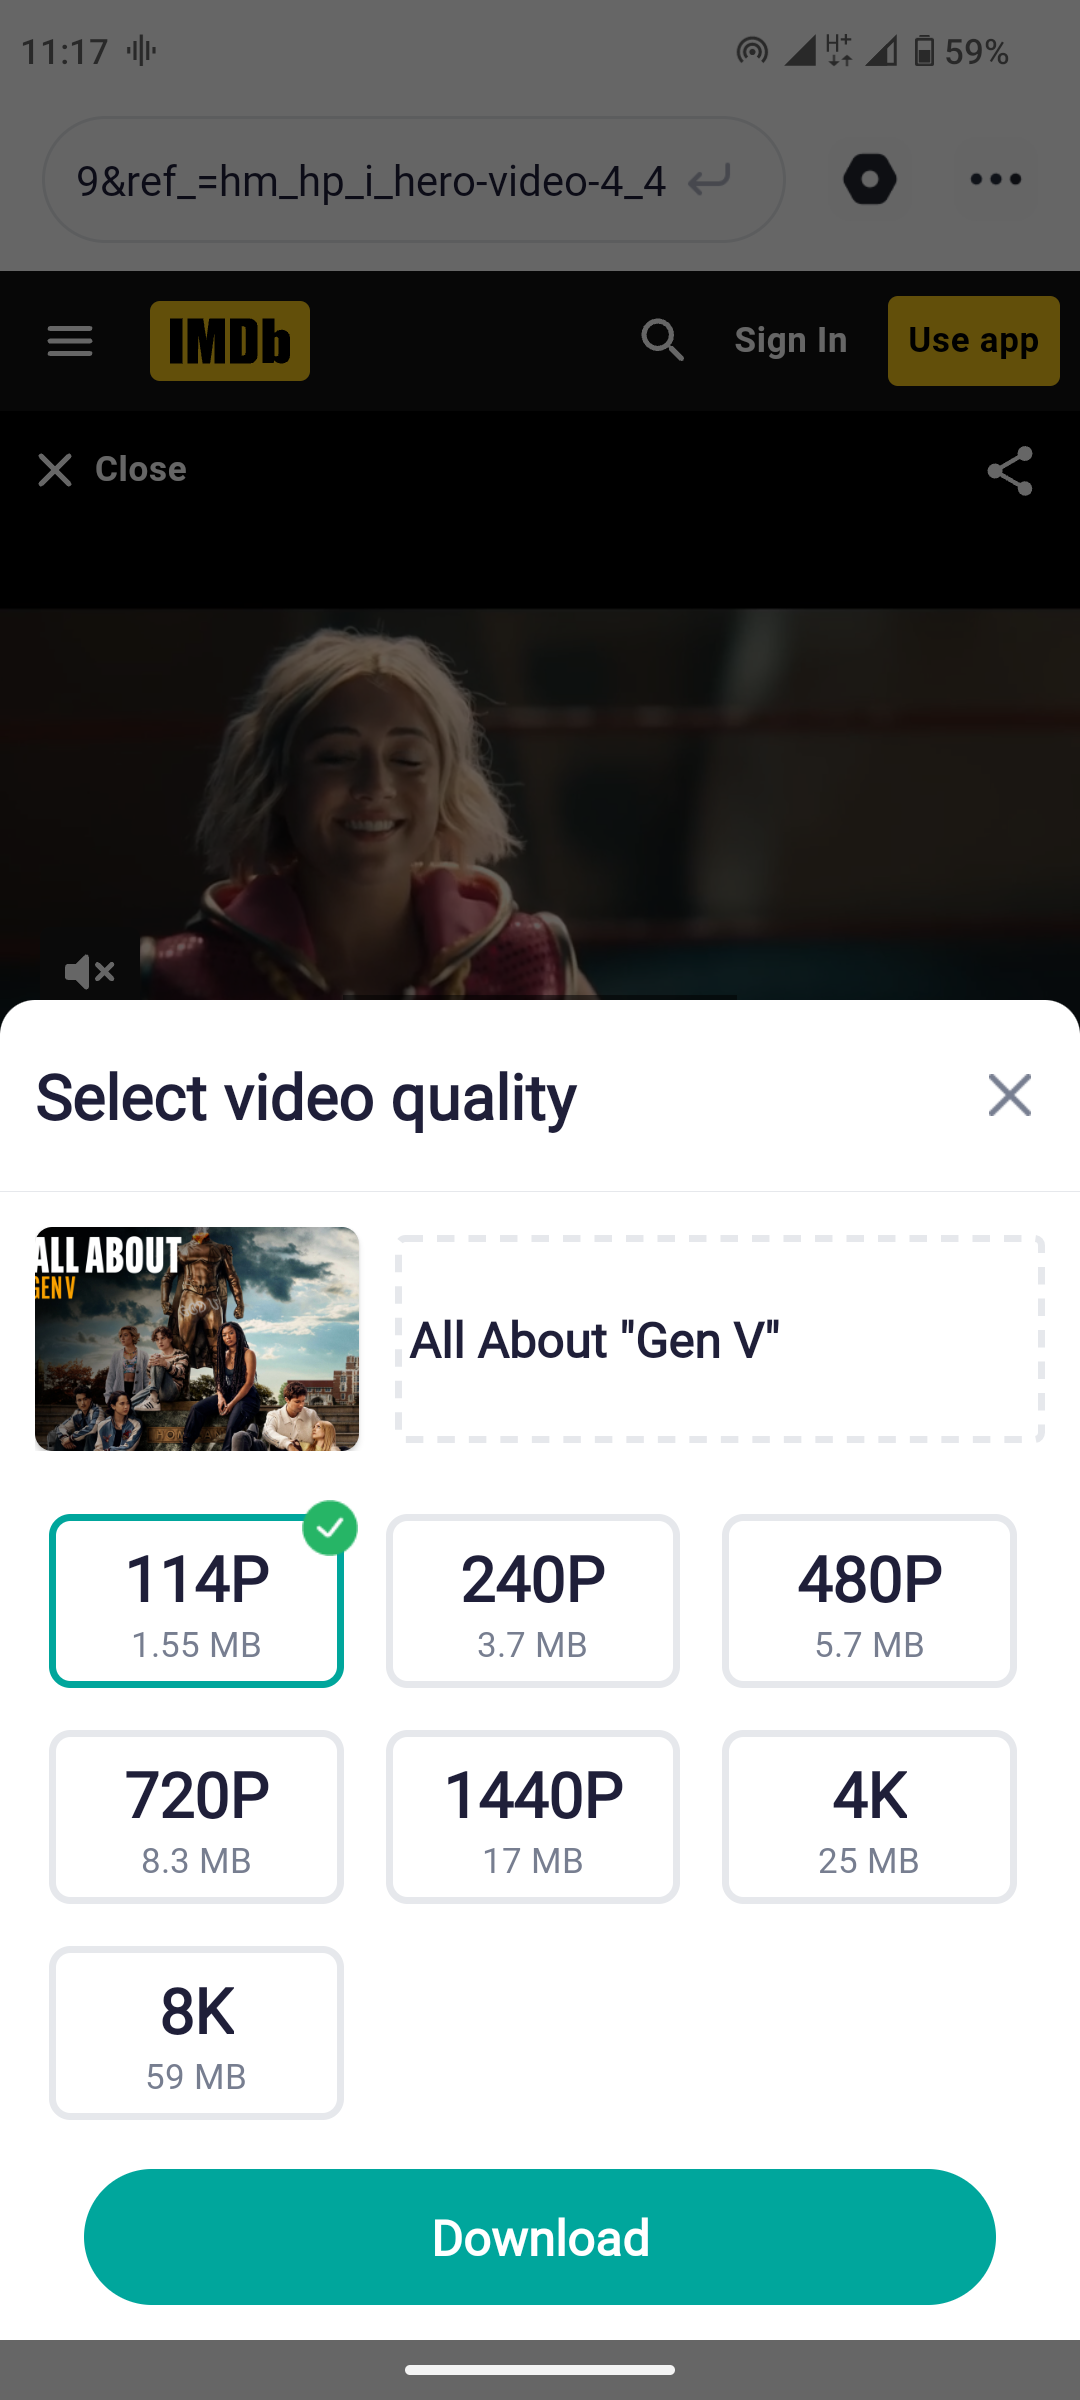 11:17
H+
59%
9&ref_=hm_hp_i_hero-video-4_4
IMDb
Sign In
Use app
Close
Select video quality
ALL ABOUT
GEN V
All About "Gen V"
114P
1.55 MB
240P
3.7 MB
480P
5.7 MB
720P
8.3 MB
1440P
17 MB
4K
25 MB
8K
59 MB
Download